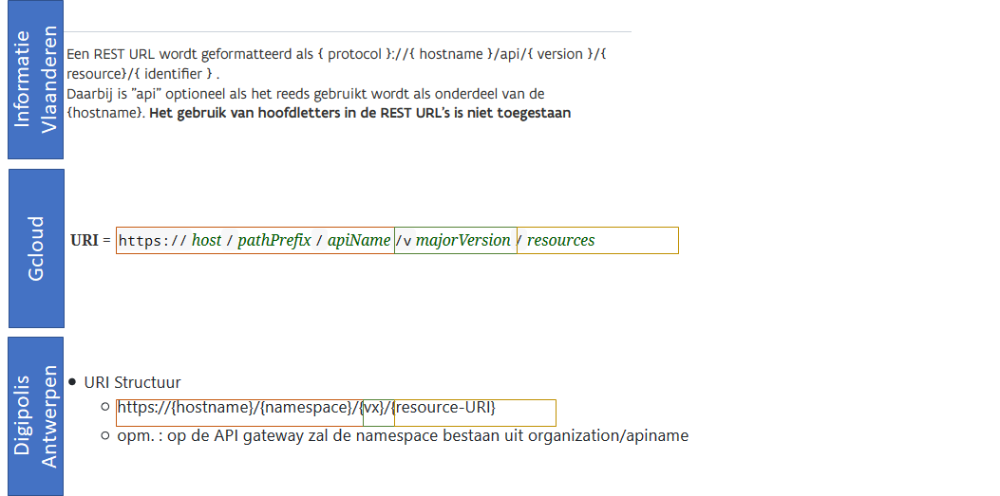 Informatie
Vlaanderen
Een REST URL wordt geformatteerd als { protocol }://{ hostname }/api/{ version }/{
resource}/{ identifier } .
Daarbij is "api" optioneel als het reeds gebruikt wordt als onderdeel van de
{hostname}. Het gebruik van hoofdletters in de REST URL's is niet toegestaan
Gcloud
URI = https:// host / pathPrefix / apiName /v majorVersion / resources
Digipolis
Antwerpen
● URI Structuur
○ https://{hostname}/{namespace}/{vx}/{resource-URI}
○ opm. : op de API gateway zal de namespace bestaan uit organization/apiname